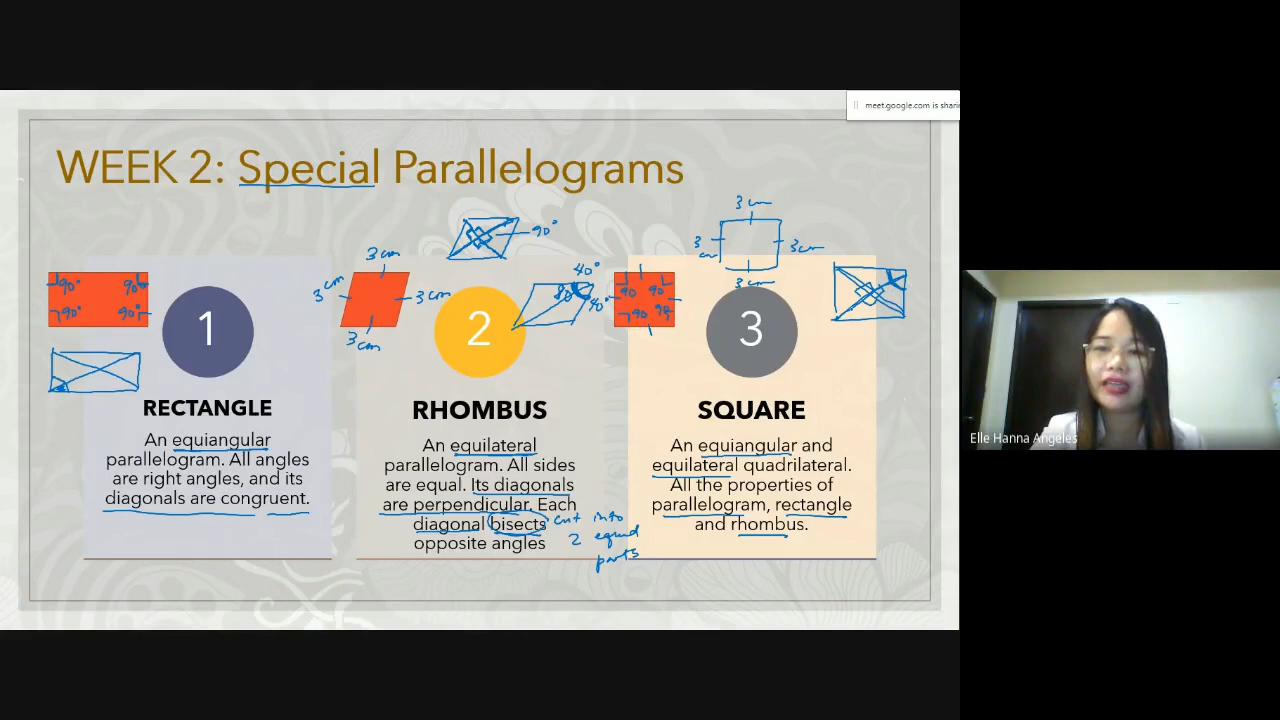 meet.google.com is sharin
WEEK 2: Special Parallelograms
90°
90°
90°
90°
1
RECTANGLE
An equiangular
parallelogram. All angles
are right angles, and its
diagonals are congruent.
3 cm
3 cm
3 cm
3 cm
90°
40°
80°
40°
2
RHOMBUS
An equilateral
parallelogram. All sides
are equal. Its diagonals
are perpendicular. Each
diagonal bisects
opposite angles
cut into
2 equal
parts
3 cm
3
cm
3 cm
3 cm
90
90
90
90
3
SQUARE
An equiangular and
equilateral quadrilateral.
All the properties of
parallelogram, rectangle
and rhombus.
Elle Hanna Angeles